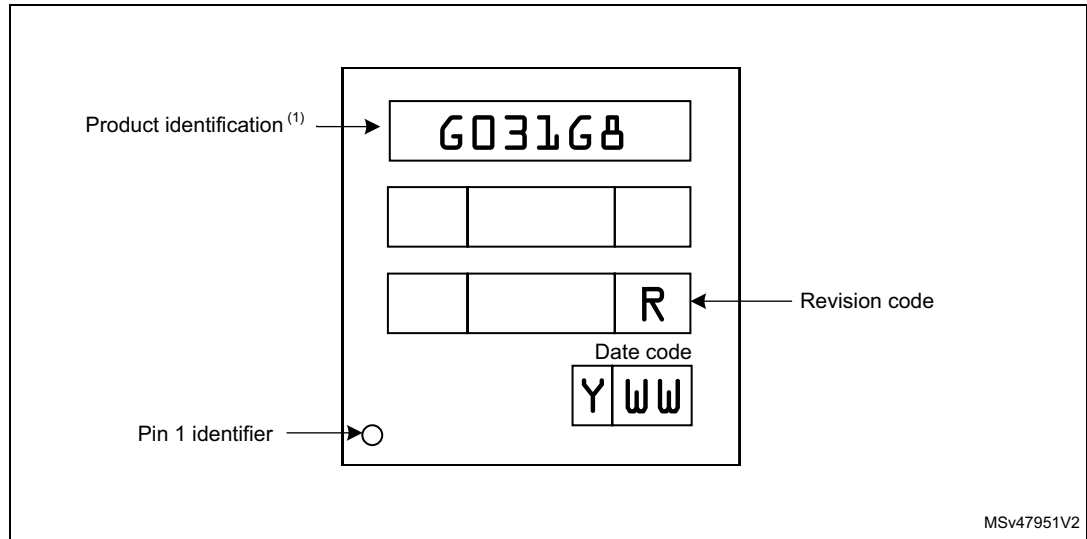 Product identification (1)
G031G8
R
Revision code
Date code
Y WW
Pin 1 identifier
MSv47951V2